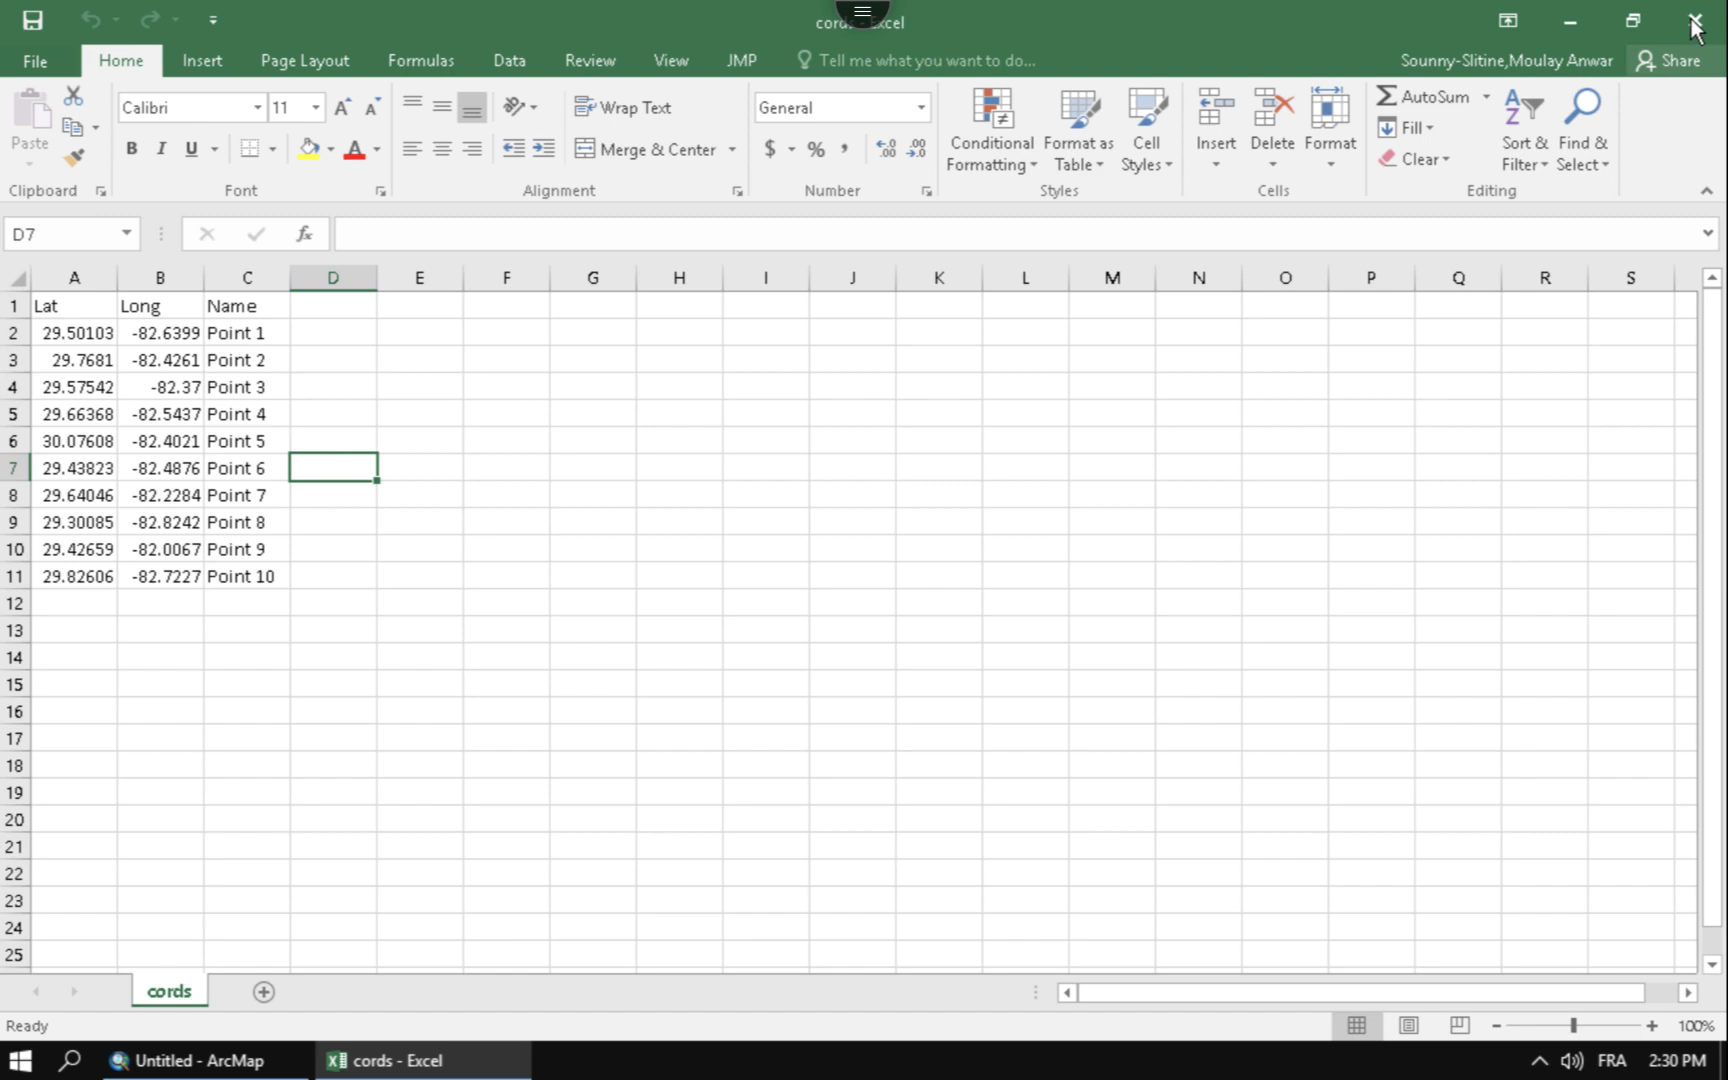 cords - Excel
File Home Insert Page Layout Formulas Data Review View JMP Tell me what you want to do... Sounny-Slitine,Moulay Anwar Share
Calibri 11 Wrap Text General AutoSum
Paste B I U Merge & Center $ % Conditional Formatting Format as Table Cell Styles Insert Delete Format Fill Clear Sort & Filter Find & Select
Clipboard Font Alignment Number Styles Cells Editing
D7 fx
A B C D E F G H I J K L M N O P Q R S
1 Lat Long Name
2 29.50103 -82.6399 Point 1
3 29.7681 -82.4261 Point 2
4 29.57542 -82.37 Point 3
5 29.66368 -82.5437 Point 4
6 30.07608 -82.4021 Point 5
7 29.43823 -82.4876 Point 6
8 29.64046 -82.2284 Point 7
9 29.30085 -82.8242 Point 8
10 29.42659 -82.0067 Point 9
11 29.82606 -82.7227 Point 10
12
13
14
15
16
17
18
19
20
21
22
23
24
25
cords
Ready 100%
Untitled - ArcMap cords - Excel FRA 2:30 PM